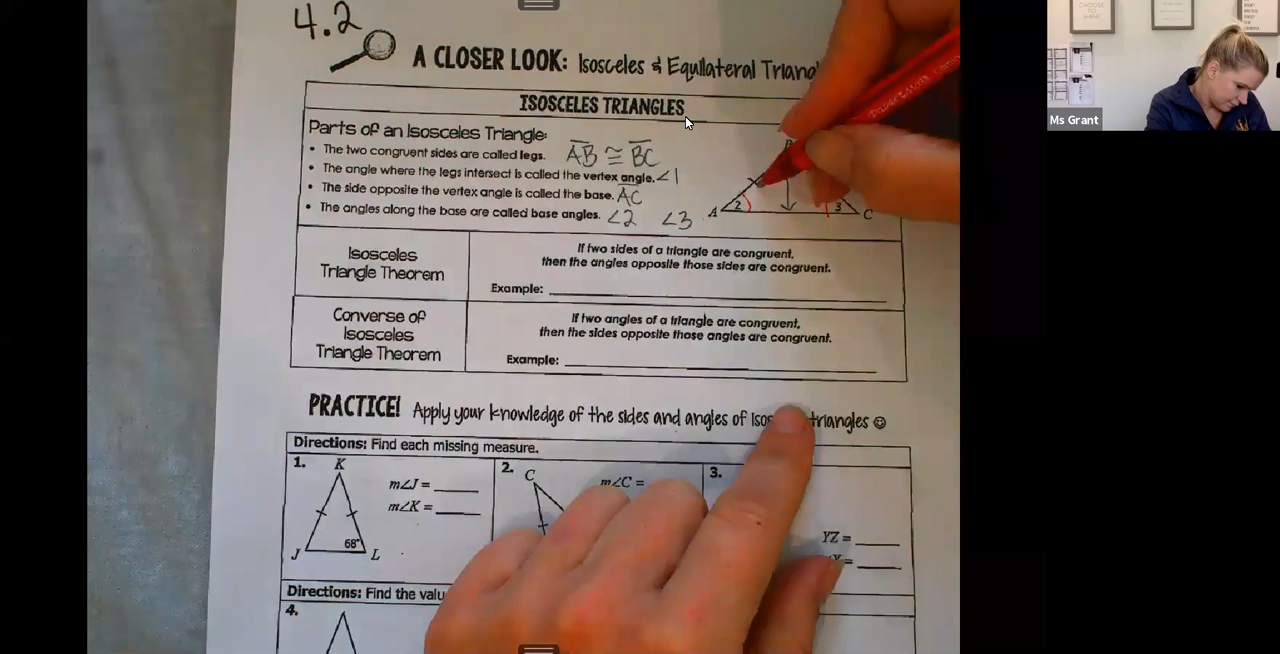 4.2
A CLOSER LOOK: Isosceles & Equilateral
ISOSCELES TRIANGLES
Parts of an Isosceles Triangle:
• The two congruent sides are called legs. AB ≅ BC
• The angle where the legs intersect is called the vertex angle. ∠1
• The side opposite the vertex angle is called the base. AC
• The angles along the base are called base angles. ∠2 ∠3
A 2 3 C
Isosceles
Triangle Theorem
If two sides of a triangle are congruent,
then the angles opposite those sides are congruent.
Example:
Converse of
Isosceles
Triangle Theorem
If two angles of a triangle are congruent,
then the sides opposite those angles are congruent.
Example:
PRACTICE! Apply your knowledge of the sides and angles of triangles
Directions: Find each missing measure.
1. K
m∠J =
m∠K =
68°
J L
2. C
m∠C =
3.
YZ =
Directions: Find the
4.
CHOOSE
TO
SHINE
Ms Grant